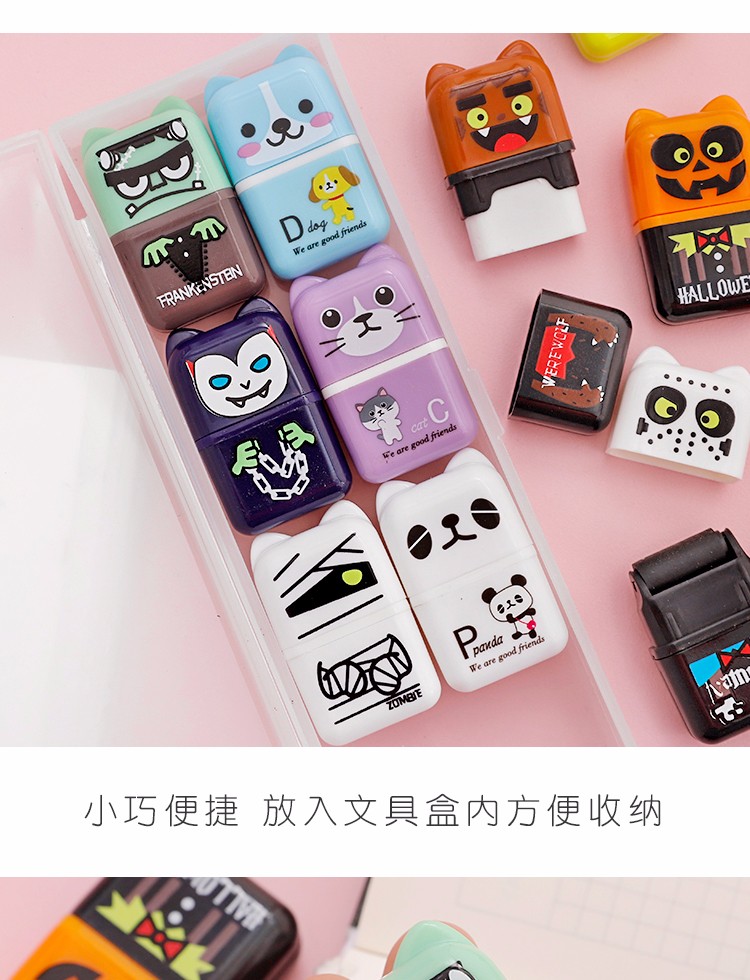 D dog
We are good friends
FRANKENSTEIN
HALLOWE
WEREWOLF
cat C
We are good friends
P panda
We are good friends
ZOMBIE
小巧便捷 放入文具盒内方便收纳